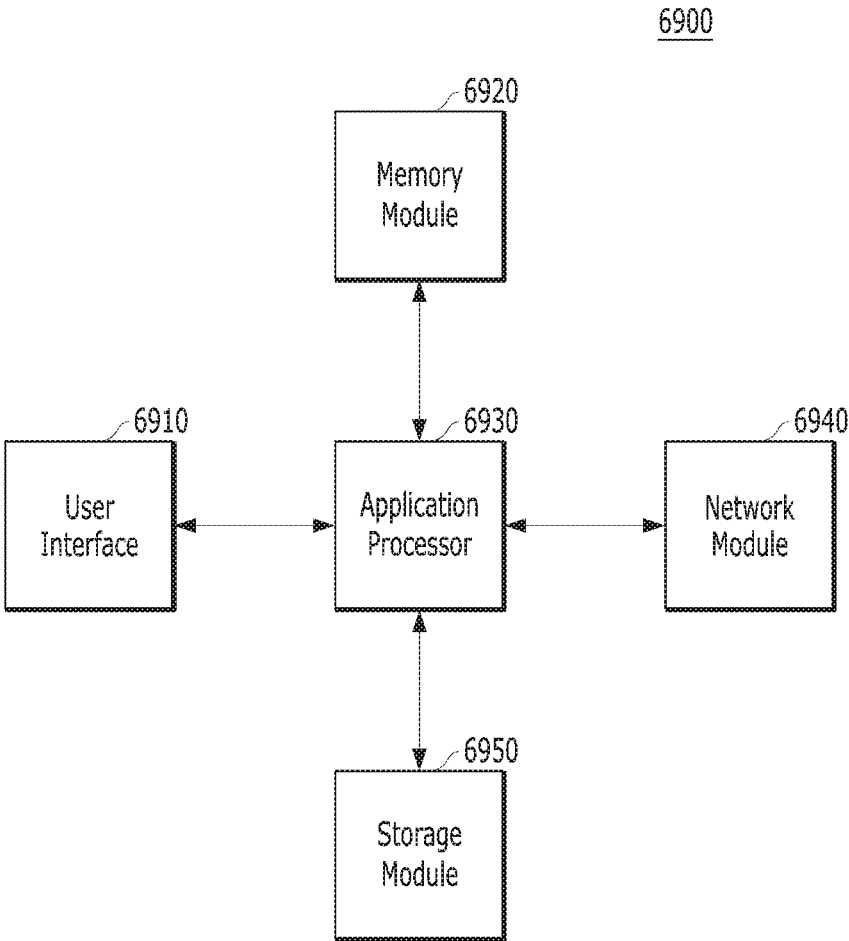 6900
6920
Memory
Module
6910
User
Interface
6930
Application
Processor
6940
Network
Module
6950
Storage
Module